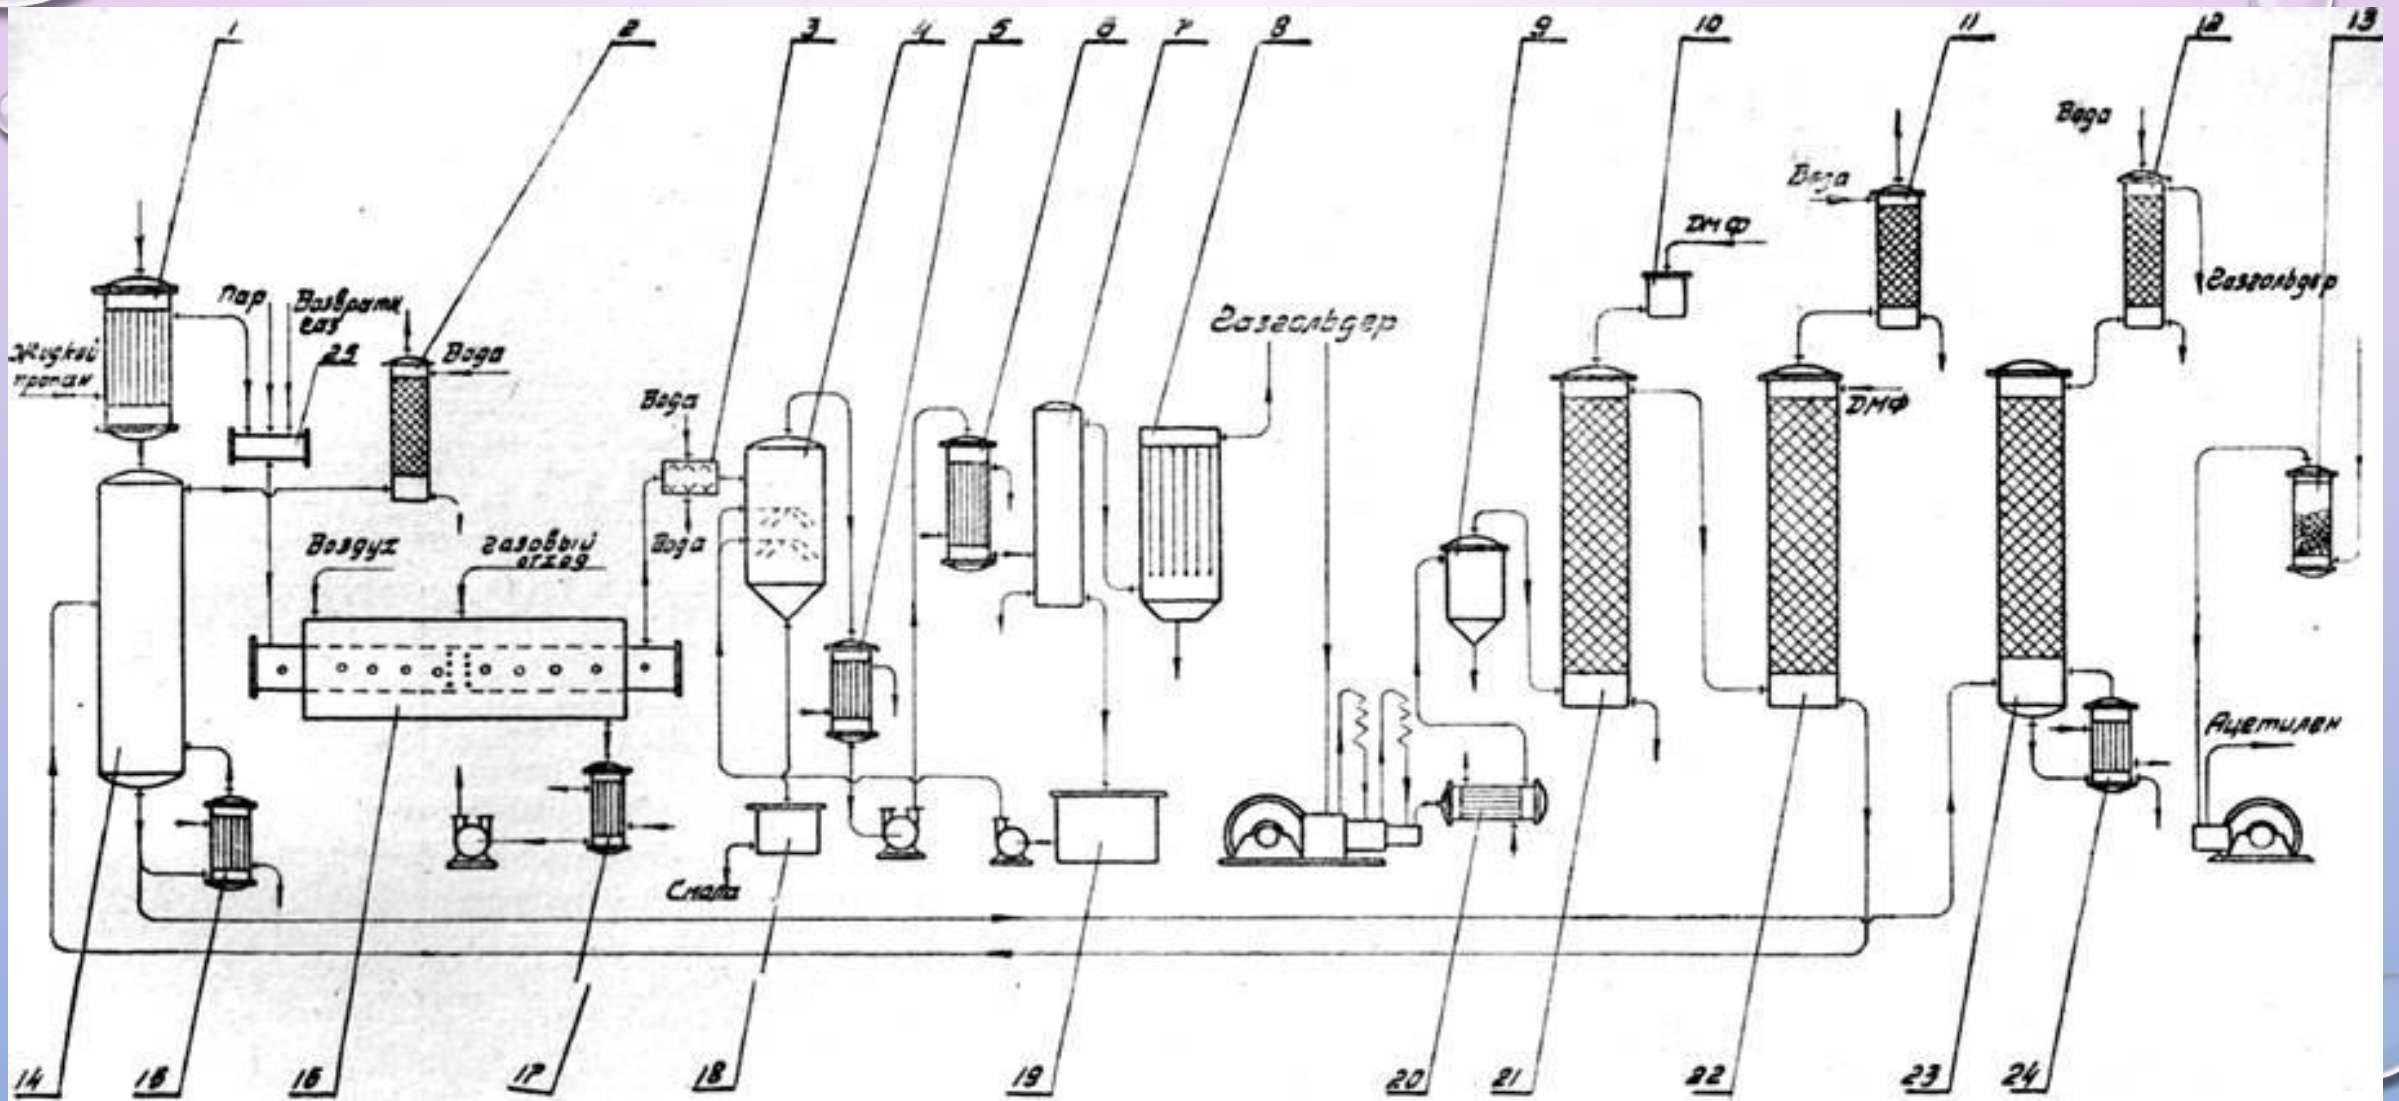 1
2
3
4
5
6
7
8
9
10
11
12
13
Вода
Вода
ДМФ
Пар
Возвратн
газ
Газгольдер
Газгольдер
Жидкий
пропан
25
Вода
Вода
ДМФ
Воздух
газовый
отход
Вода
Ацетилен
Смола
14
15
16
17
18
19
20
21
22
23
24